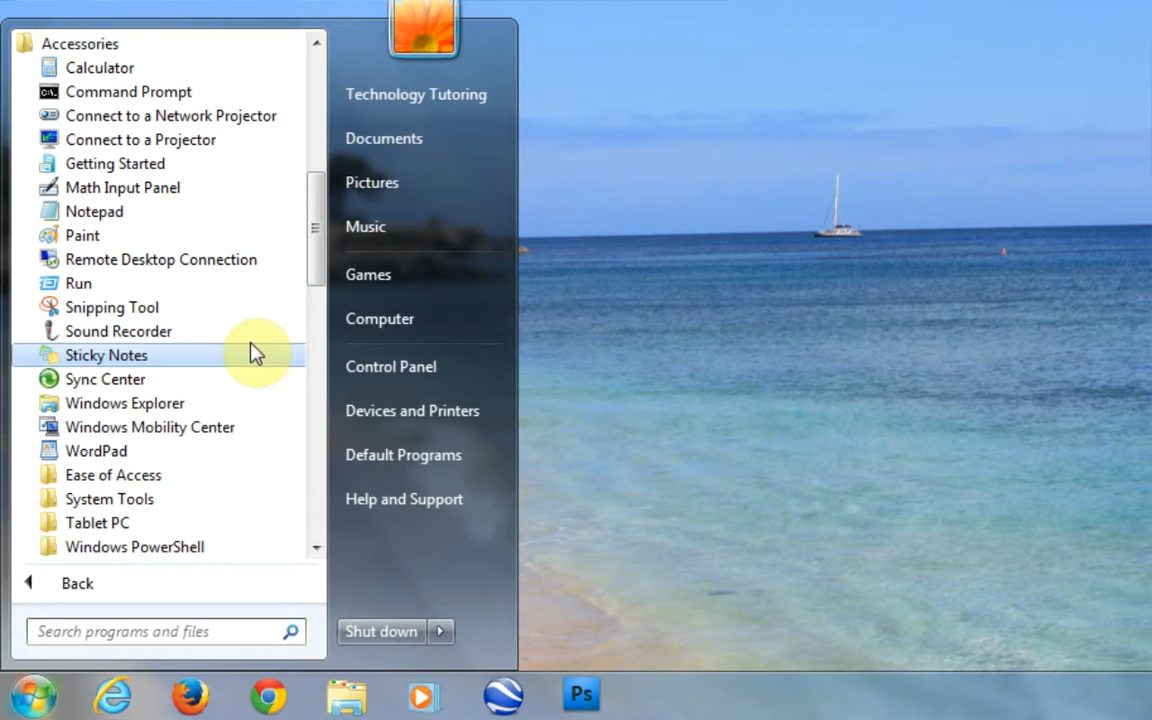 Accessories
Calculator
Command Prompt
Connect to a Network Projector
Connect to a Projector
Getting Started
Math Input Panel
Notepad
Paint
Remote Desktop Connection
Run
Snipping Tool
Sound Recorder
Sticky Notes
Sync Center
Windows Explorer
Windows Mobility Center
WordPad
Ease of Access
System Tools
Tablet PC
Windows PowerShell
Back
Search programs and files
Technology Tutoring
Documents
Pictures
Music
Games
Computer
Control Panel
Devices and Printers
Default Programs
Help and Support
Shut down
Ps